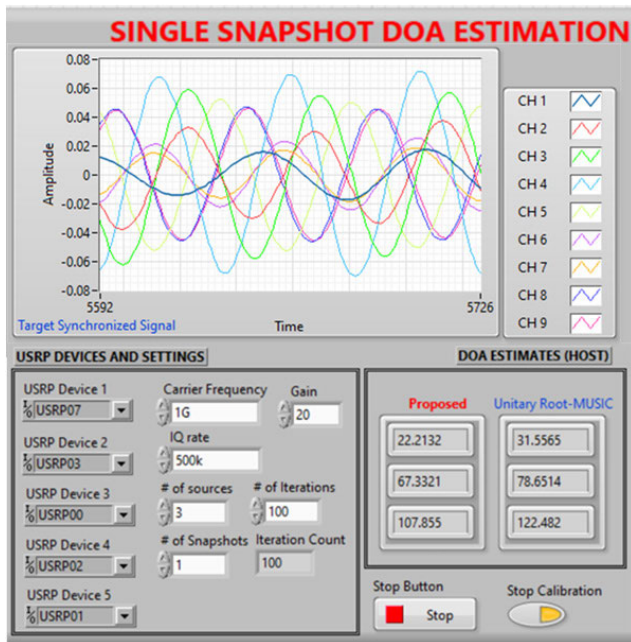 SINGLE SNAPSHOT DOA ESTIMATION
0.08
0.06
0.04
0.02
0
-0.02
-0.04
-0.06
-0.08
Amplitude
5592
5726
Target Synchronized Signal
Time
CH 1
CH 2
CH 3
CH 4
CH 5
CH 6
CH 7
CH 8
CH 9
USRP DEVICES AND SETTINGS
USRP Device 1
USRP07
USRP Device 2
USRP03
USRP Device 3
USRP00
USRP Device 4
USRP02
USRP Device 5
USRP01
Carrier Frequency
1G
Gain
20
IQ rate
500k
# of sources
3
# of Iterations
100
# of Snapshots
1
Iteration Count
100
DOA ESTIMATES (HOST)
Proposed
Unitary Root-MUSIC
22.2132
31.5565
67.3321
78.6514
107.855
122.482
Stop Button
Stop
Stop Calibration